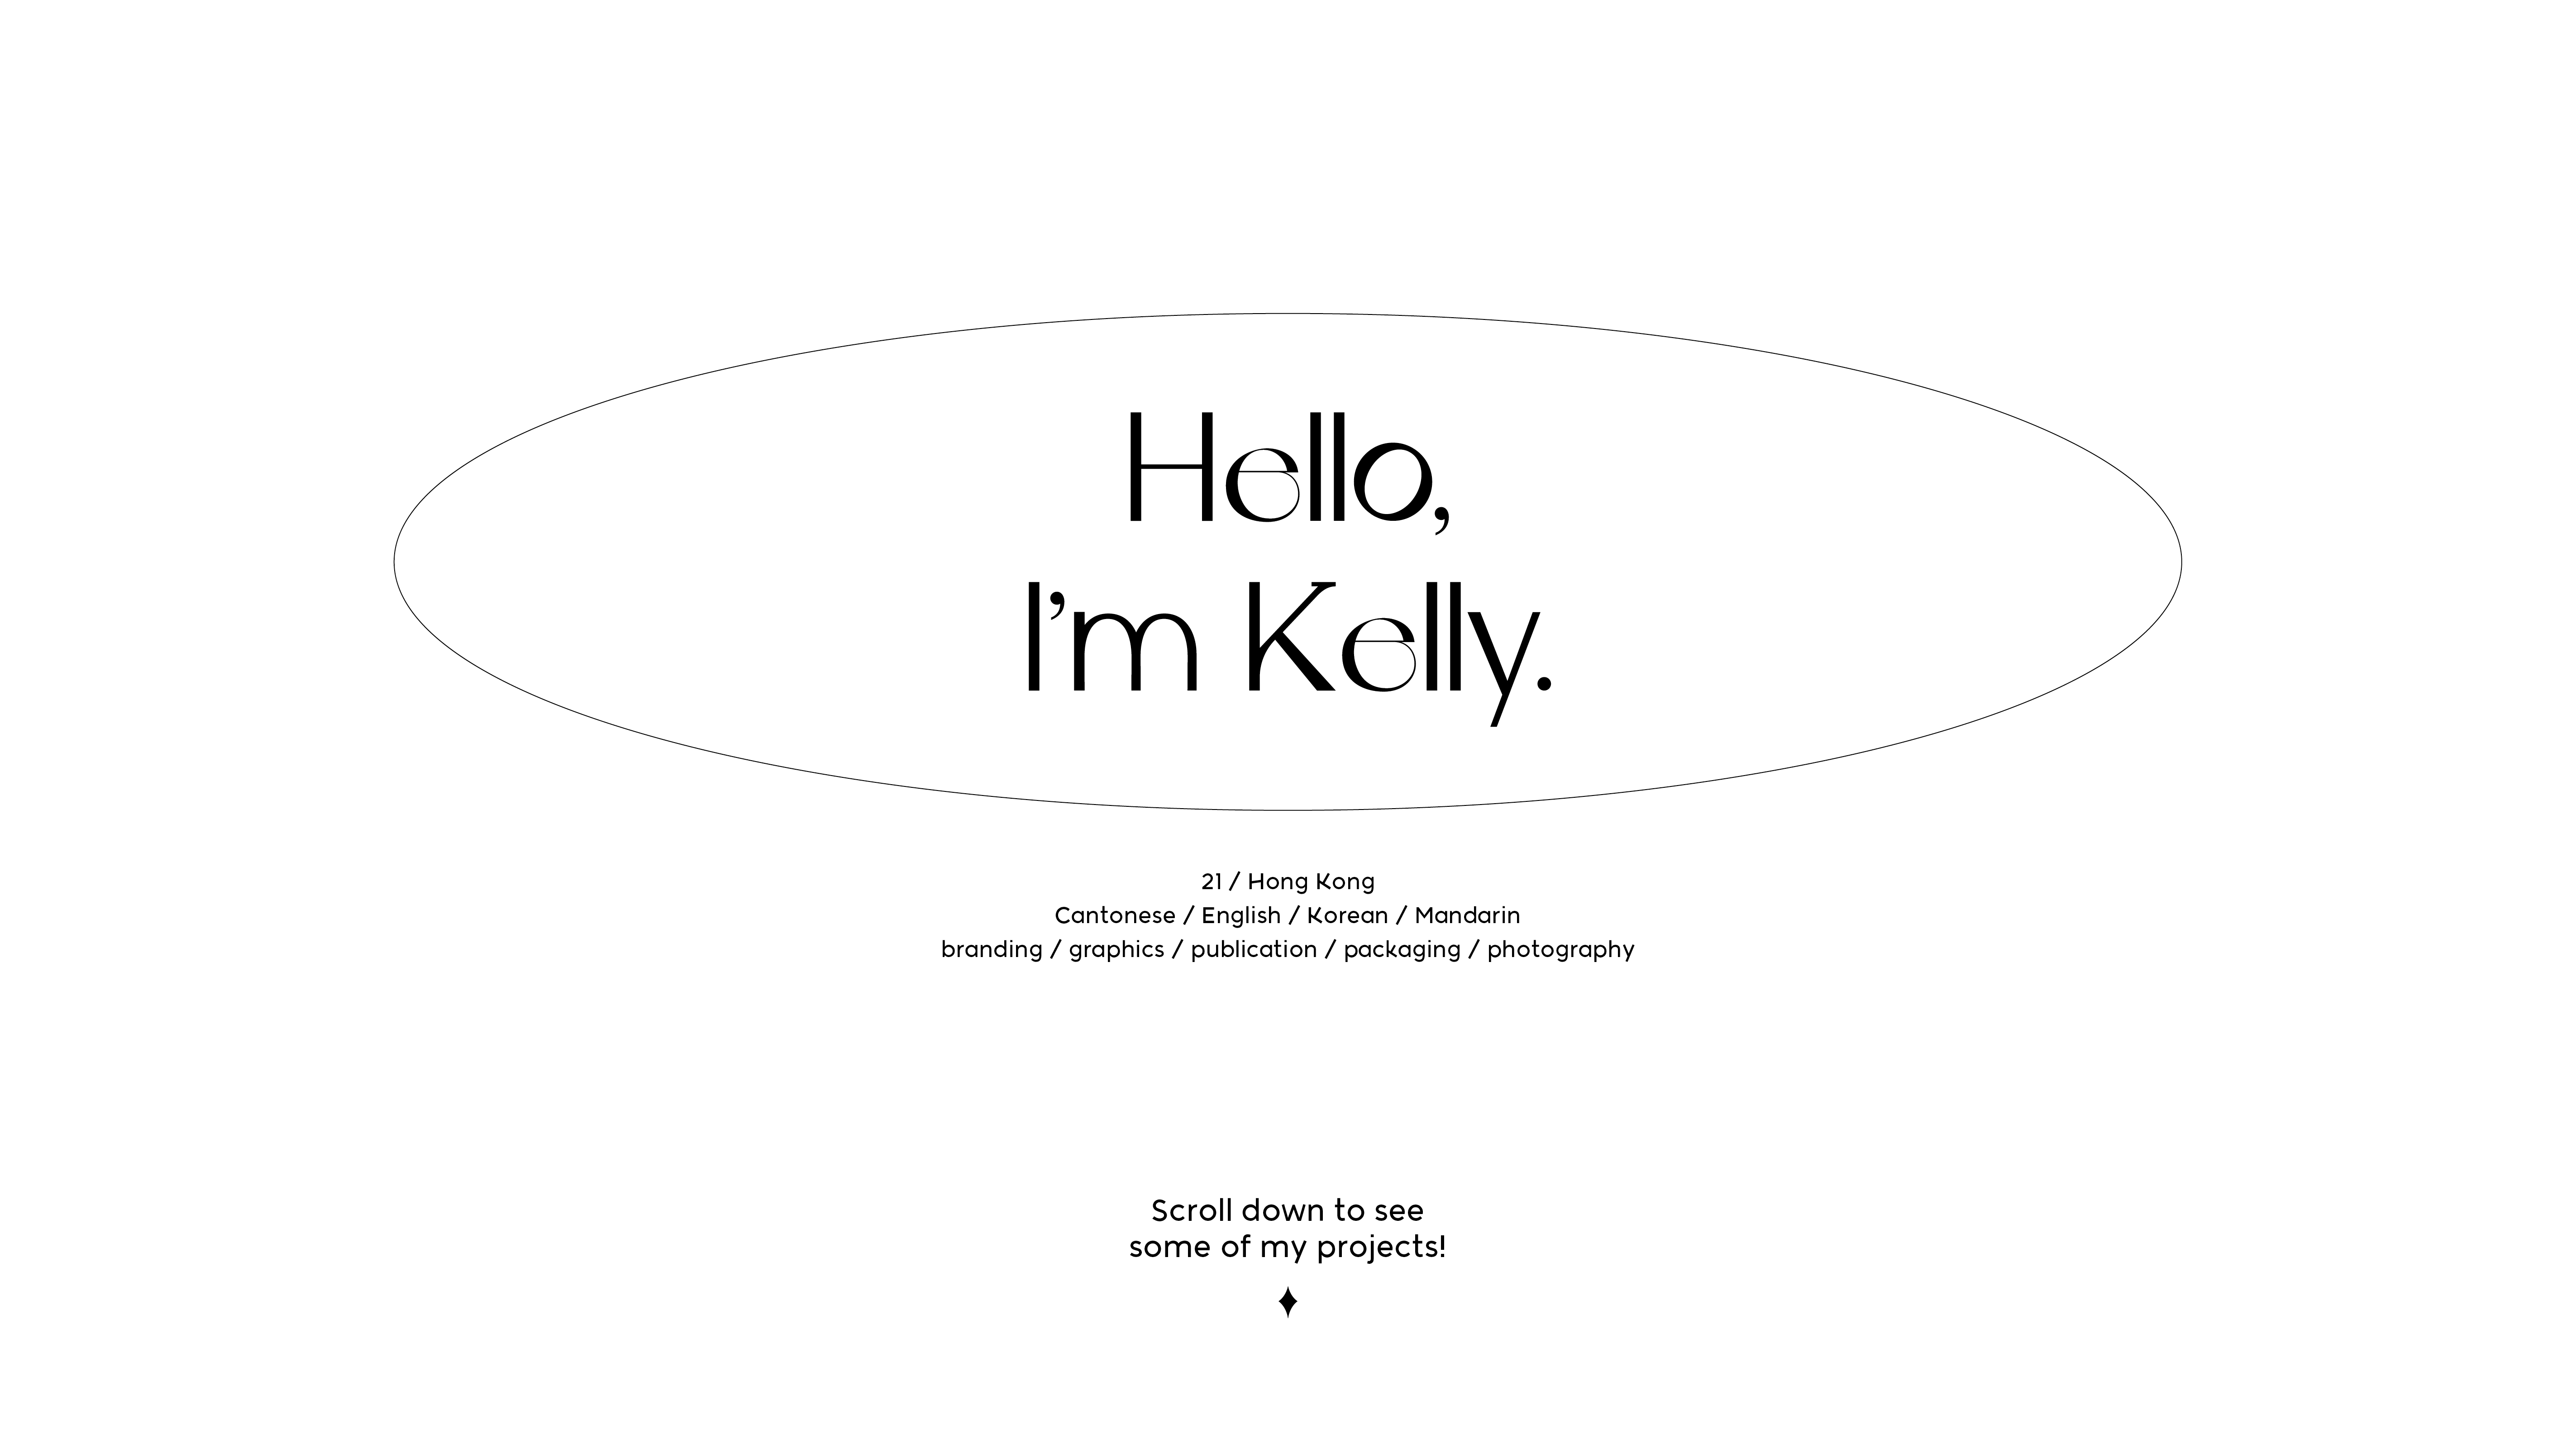 Hello,
I’m Kelly.
21 / Hong Kong
Cantonese / English / Korean / Mandarin
branding / graphics / publication / packaging / photography
Scroll down to see
some of my projects!